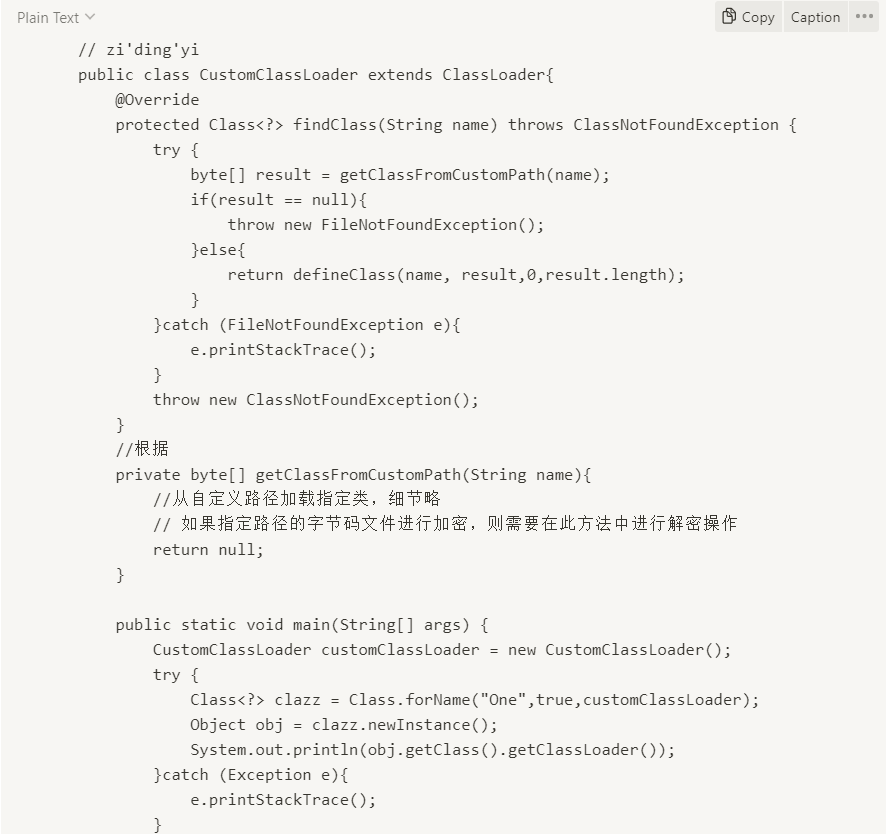 Plain Text
Copy Caption •••
// zi'ding'yi
public class CustomClassLoader extends ClassLoader{
    @Override
    protected Class<?> findClass(String name) throws ClassNotFoundException {
        try {
            byte[] result = getClassFromCustomPath(name);
            if(result == null){
                throw new FileNotFoundException();
            }else{
                return defineClass(name, result,0,result.length);
            }
        }catch (FileNotFoundException e){
            e.printStackTrace();
        }
        throw new ClassNotFoundException();
    }
    //根据
    private byte[] getClassFromCustomPath(String name){
        //从自定义路径加载指定类，细节略
        // 如果指定路径的字节码文件进行加密，则需要在此方法中进行解密操作
        return null;
    }

    public static void main(String[] args) {
        CustomClassLoader customClassLoader = new CustomClassLoader();
        try {
            Class<?> clazz = Class.forName("One",true,customClassLoader);
            Object obj = clazz.newInstance();
            System.out.println(obj.getClass().getClassLoader());
        }catch (Exception e){
            e.printStackTrace();
        }